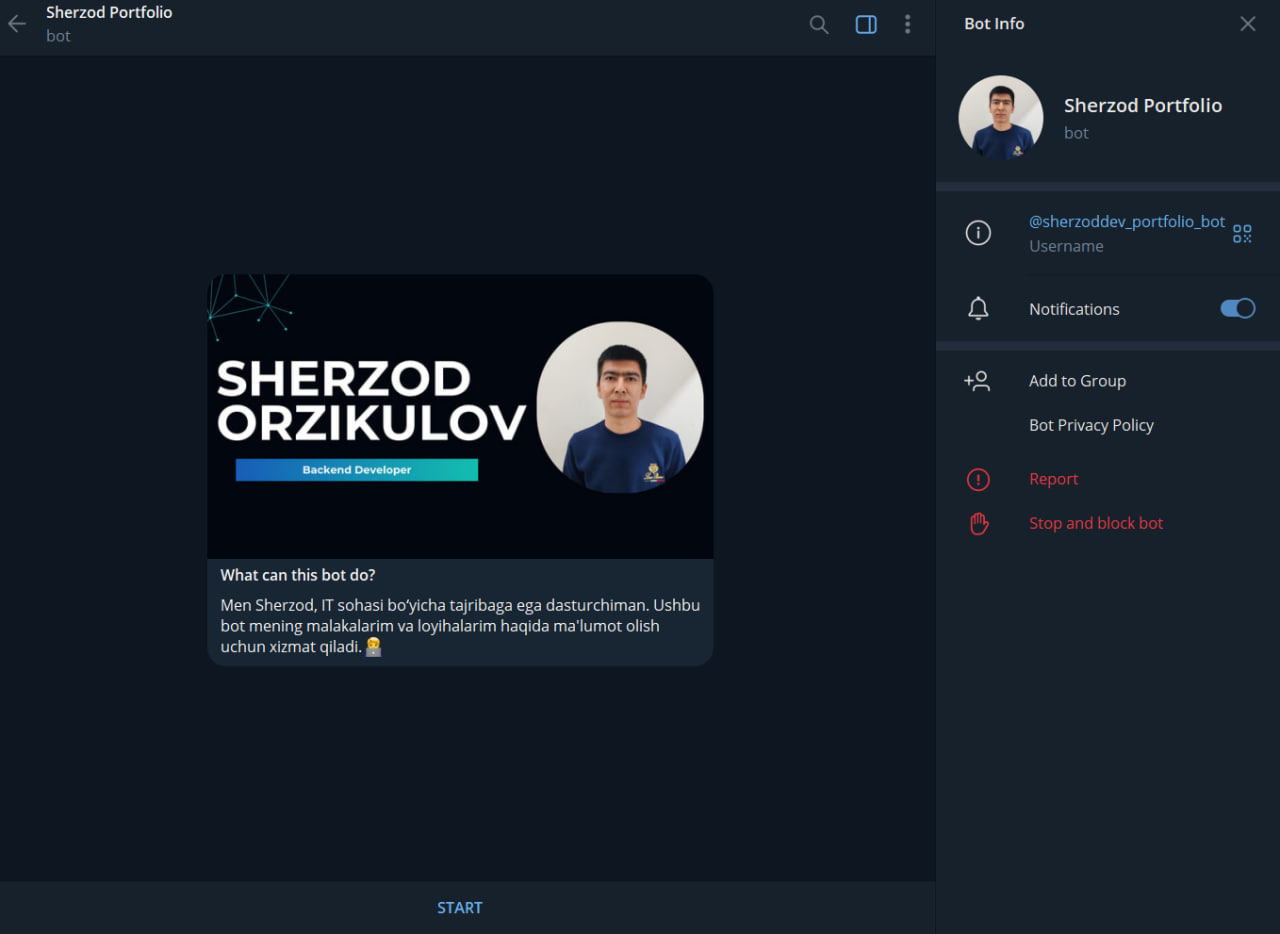 Sherzod Portfolio
bot
SHERZOD
ORZIKULOV
Backend Developer
What can this bot do?
Men Sherzod, IT sohasi bo‘yicha tajribaga ega dasturchiman. Ushbu
bot mening malakalarim va loyihalarim haqida ma'lumot olish
uchun xizmat qiladi.
START
Bot Info
Sherzod Portfolio
bot
@sherzoddev_portfolio_bot
Username
Notifications
Add to Group
Bot Privacy Policy
Report
Stop and block bot